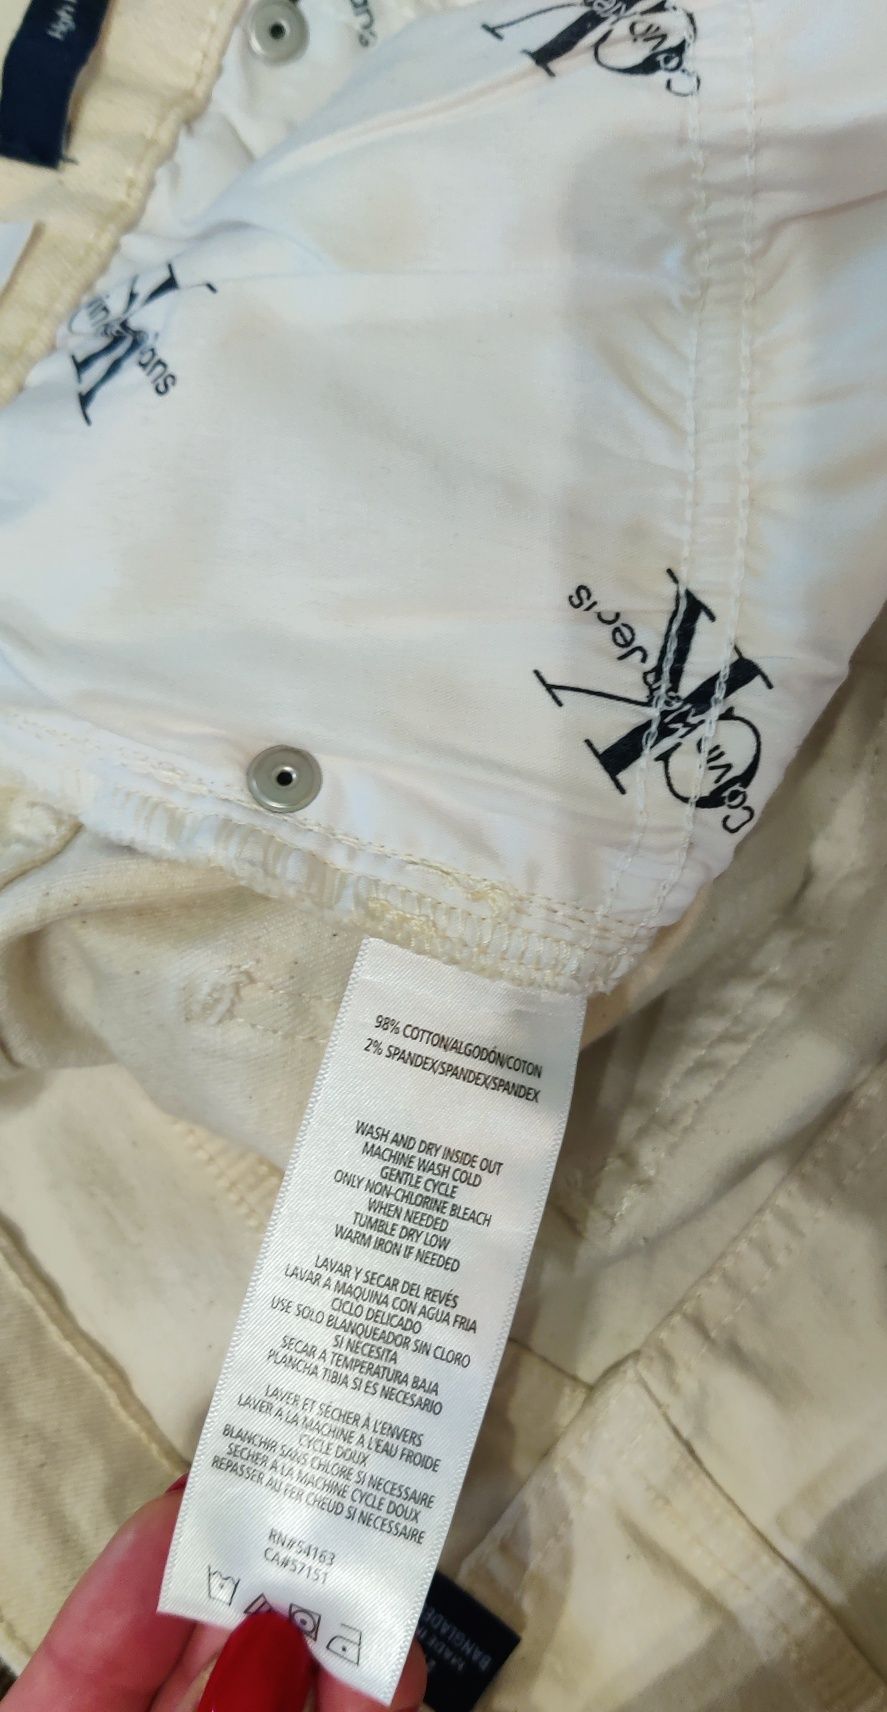 Calvin Klein Jeans
98% COTTON/ALGODÓN/COTON
2% SPANDEX/SPANDEX/SPANDEX
WASH AND DRY INSIDE OUT
MACHINE WASH COLD
GENTLE CYCLE
ONLY NON-CHLORINE BLEACH
WHEN NEEDED
TUMBLE DRY LOW
WARM IRON IF NEEDED
LAVAR Y SECAR DEL REVÉS
LAVAR A MAQUINA CON AGUA FRIA
CICLO DELICADO
USE SOLO BLANQUEADOR SIN CLORO
SI NECESITA
SECAR A TEMPERATURA BAJA
PLANCHA TIBIA SI ES NECESARIO
LAVER ET SÉCHER À L'ENVERS
LAVER À LA MACHINE À L'EAU FROIDE
CYCLE DOUX
BLANCHIR SANS CHLORE SI NECESSAIRE
SECHER A LA MACHINE CYCLE DOUX
REPASSER AU FER CHEUD SI NECESSAIRE
RN#54163
CA#57151
MADE IN